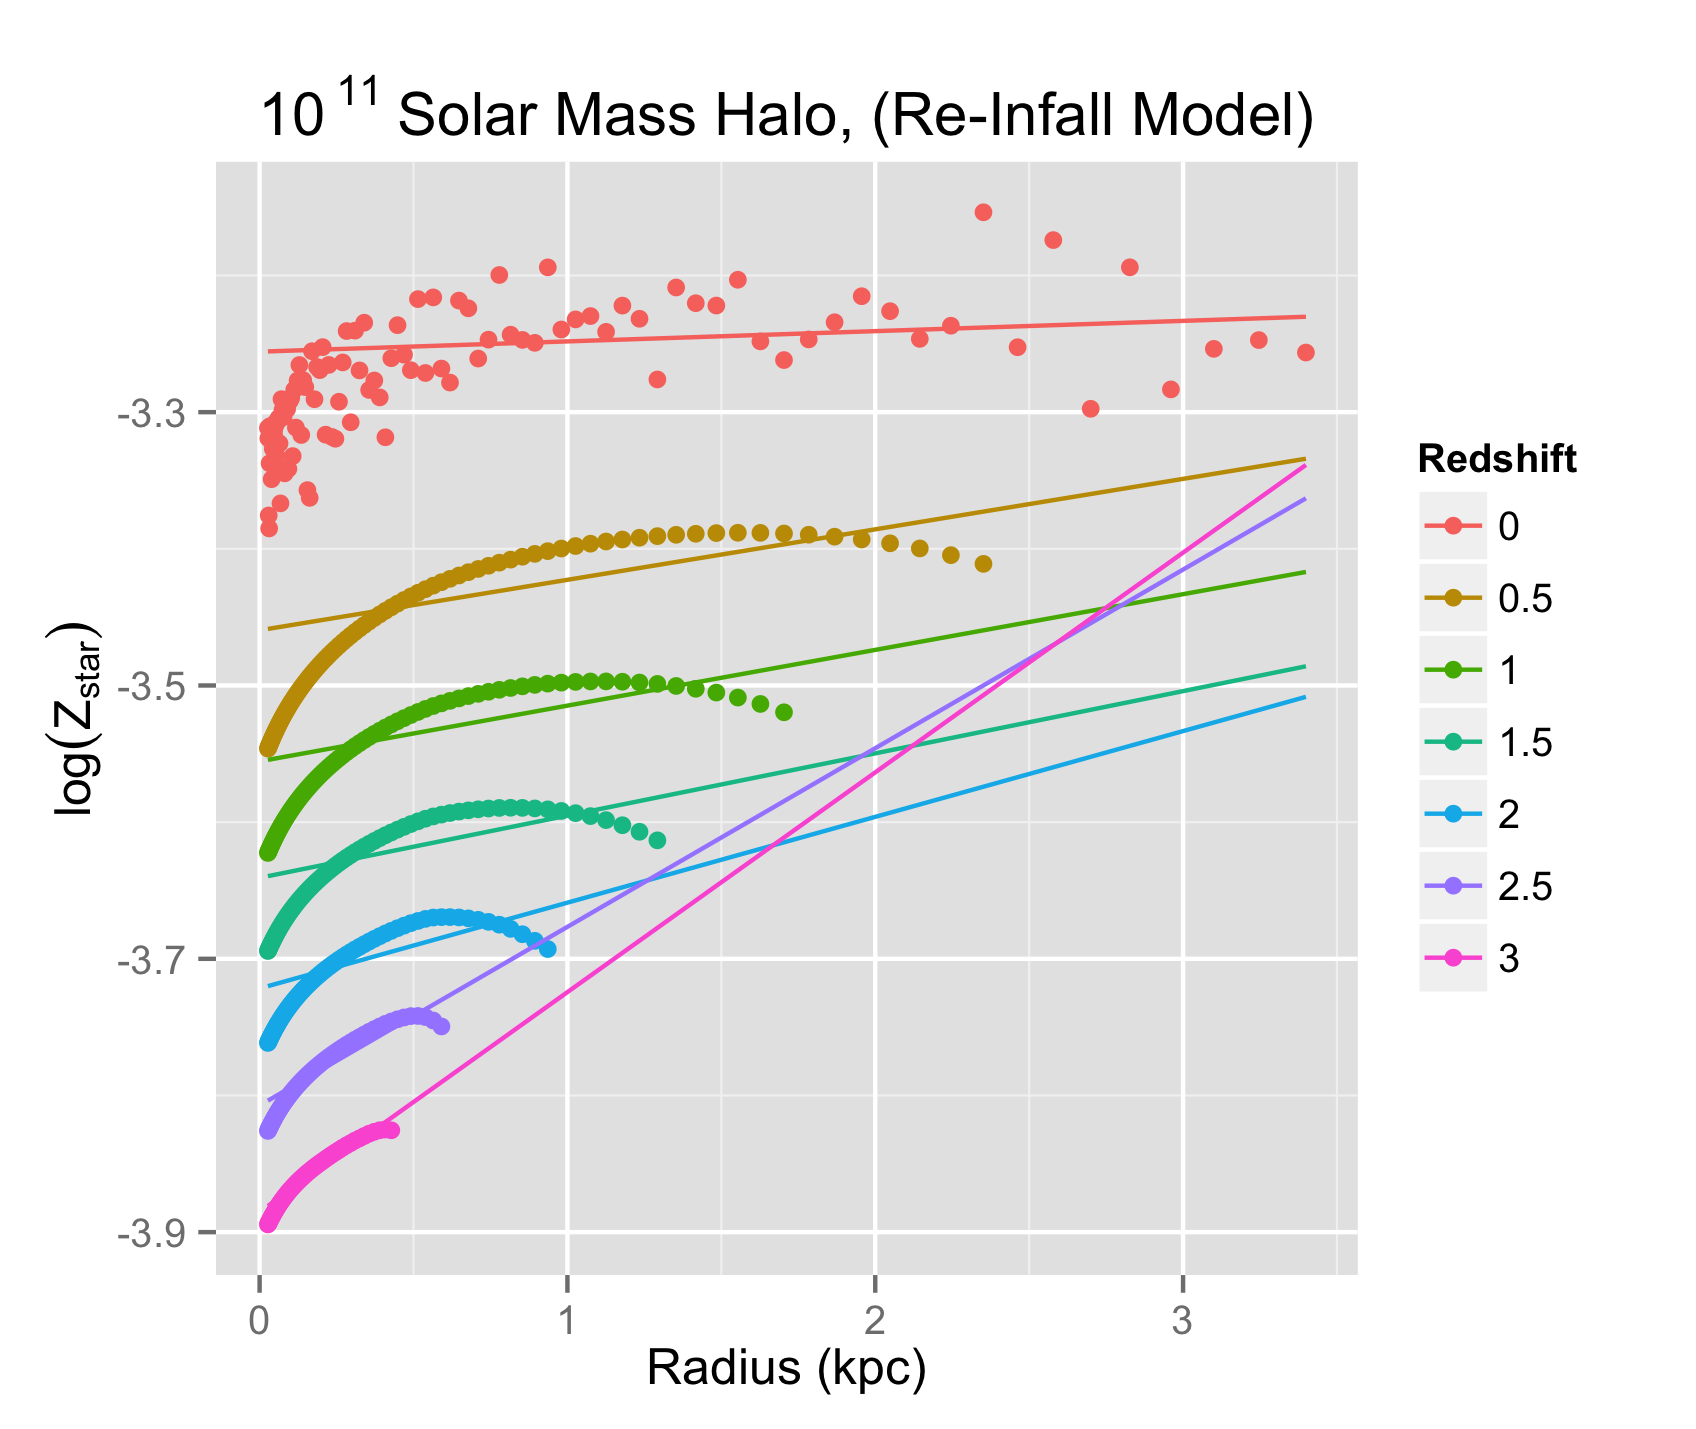 10^11 Solar Mass Halo, (Re-Infall Model)
log(Z_star)
-3.3
-3.5
-3.7
-3.9
0 1 2 3
Radius (kpc)
Redshift
0
0.5
1
1.5
2
2.5
3